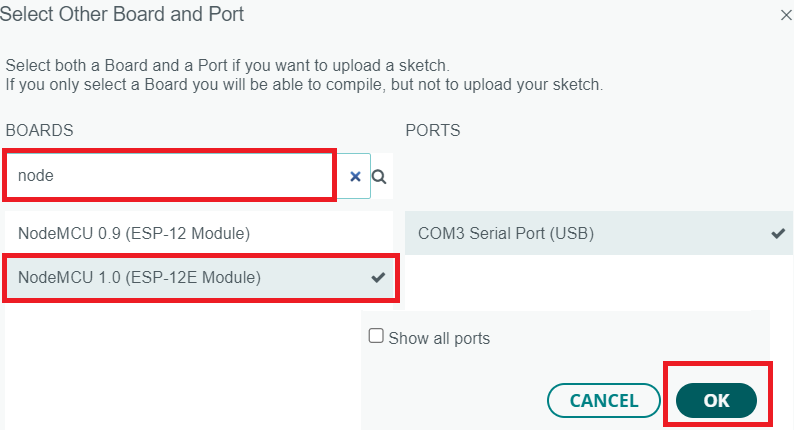 Select Other Board and Port
Select both a Board and a Port if you want to upload a sketch.
If you only select a Board you will be able to compile, but not to upload your sketch.
BOARDS
PORTS
node
NodeMCU 0.9 (ESP-12 Module)
COM3 Serial Port (USB)
NodeMCU 1.0 (ESP-12E Module)
Show all ports
CANCEL
OK